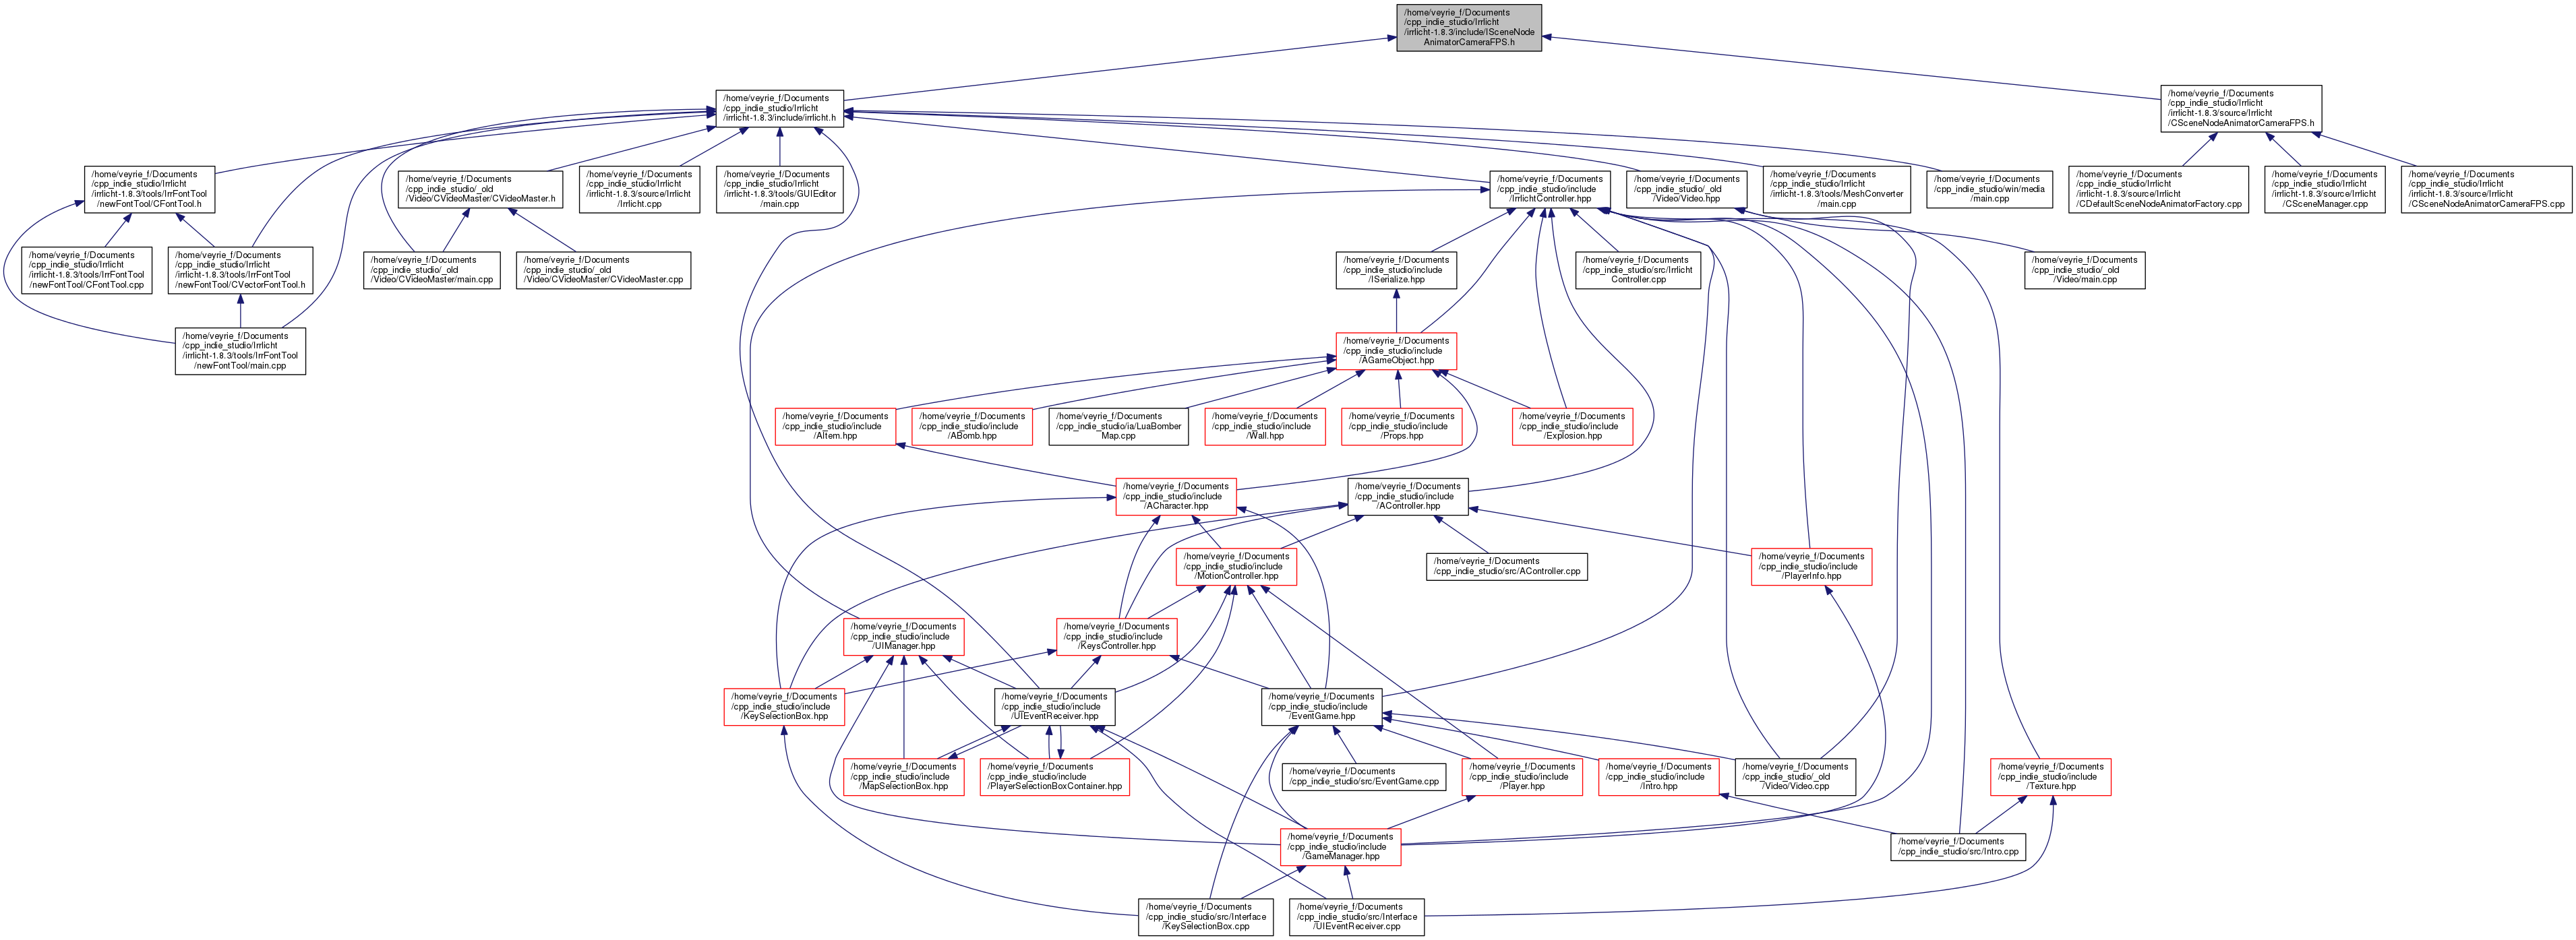 /home/veyrie_f/Documents
/cpp_indie_studio/Irrlicht
/irrlicht-1.8.3/include/ISceneNode
AnimatorCameraFPS.h
/home/veyrie_f/Documents
/cpp_indie_studio/Irrlicht
/irrlicht-1.8.3/include/irrlicht.h
/home/veyrie_f/Documents
/cpp_indie_studio/Irrlicht
/irrlicht-1.8.3/source/Irrlicht
/CSceneNodeAnimatorCameraFPS.h
/home/veyrie_f/Documents
/cpp_indie_studio/Irrlicht
/irrlicht-1.8.3/tools/IrrFontTool
/newFontTool/CFontTool.h
/home/veyrie_f/Documents
/cpp_indie_studio/_old
/Video/CVideoMaster/CVideoMaster.h
/home/veyrie_f/Documents
/cpp_indie_studio/Irrlicht
/irrlicht-1.8.3/source/Irrlicht
/Irrlicht.cpp
/home/veyrie_f/Documents
/cpp_indie_studio/Irrlicht
/irrlicht-1.8.3/tools/GUIEditor
/main.cpp
/home/veyrie_f/Documents
/cpp_indie_studio/include
/IrrlichtController.hpp
/home/veyrie_f/Documents
/cpp_indie_studio/_old
/Video/Video.hpp
/home/veyrie_f/Documents
/cpp_indie_studio/Irrlicht
/irrlicht-1.8.3/tools/MeshConverter
/main.cpp
/home/veyrie_f/Documents
/cpp_indie_studio/win/media
/main.cpp
/home/veyrie_f/Documents
/cpp_indie_studio/Irrlicht
/irrlicht-1.8.3/source/Irrlicht
/CDefaultSceneNodeAnimatorFactory.cpp
/home/veyrie_f/Documents
/cpp_indie_studio/Irrlicht
/irrlicht-1.8.3/source/Irrlicht
/CSceneManager.cpp
/home/veyrie_f/Documents
/cpp_indie_studio/Irrlicht
/irrlicht-1.8.3/source/Irrlicht
/CSceneNodeAnimatorCameraFPS.cpp
/home/veyrie_f/Documents
/cpp_indie_studio/Irrlicht
/irrlicht-1.8.3/tools/IrrFontTool
/newFontTool/CFontTool.cpp
/home/veyrie_f/Documents
/cpp_indie_studio/Irrlicht
/irrlicht-1.8.3/tools/IrrFontTool
/newFontTool/CVectorFontTool.h
/home/veyrie_f/Documents
/cpp_indie_studio/_old
/Video/CVideoMaster/main.cpp
/home/veyrie_f/Documents
/cpp_indie_studio/_old
/Video/CVideoMaster/CVideoMaster.cpp
/home/veyrie_f/Documents
/cpp_indie_studio/include
/ISerialize.hpp
/home/veyrie_f/Documents
/cpp_indie_studio/src/Irrlicht
Controller.cpp
/home/veyrie_f/Documents
/cpp_indie_studio/_old
/Video/main.cpp
/home/veyrie_f/Documents
/cpp_indie_studio/Irrlicht
/irrlicht-1.8.3/tools/IrrFontTool
/newFontTool/main.cpp
/home/veyrie_f/Documents
/cpp_indie_studio/include
/AGameObject.hpp
/home/veyrie_f/Documents
/cpp_indie_studio/include
/AItem.hpp
/home/veyrie_f/Documents
/cpp_indie_studio/include
/ABomb.hpp
/home/veyrie_f/Documents
/cpp_indie_studio/ia/LuaBomber
Map.cpp
/home/veyrie_f/Documents
/cpp_indie_studio/include
/Wall.hpp
/home/veyrie_f/Documents
/cpp_indie_studio/include
/Props.hpp
/home/veyrie_f/Documents
/cpp_indie_studio/include
/Explosion.hpp
/home/veyrie_f/Documents
/cpp_indie_studio/include
/ACharacter.hpp
/home/veyrie_f/Documents
/cpp_indie_studio/include
/AController.hpp
/home/veyrie_f/Documents
/cpp_indie_studio/include
/MotionController.hpp
/home/veyrie_f/Documents
/cpp_indie_studio/src/AController.cpp
/home/veyrie_f/Documents
/cpp_indie_studio/include
/PlayerInfo.hpp
/home/veyrie_f/Documents
/cpp_indie_studio/include
/UIManager.hpp
/home/veyrie_f/Documents
/cpp_indie_studio/include
/KeysController.hpp
/home/veyrie_f/Documents
/cpp_indie_studio/include
/KeySelectionBox.hpp
/home/veyrie_f/Documents
/cpp_indie_studio/include
/UIEventReceiver.hpp
/home/veyrie_f/Documents
/cpp_indie_studio/include
/EventGame.hpp
/home/veyrie_f/Documents
/cpp_indie_studio/include
/MapSelectionBox.hpp
/home/veyrie_f/Documents
/cpp_indie_studio/include
/PlayerSelectionBoxContainer.hpp
/home/veyrie_f/Documents
/cpp_indie_studio/src/EventGame.cpp
/home/veyrie_f/Documents
/cpp_indie_studio/include
/Player.hpp
/home/veyrie_f/Documents
/cpp_indie_studio/include
/Intro.hpp
/home/veyrie_f/Documents
/cpp_indie_studio/_old
/Video/Video.cpp
/home/veyrie_f/Documents
/cpp_indie_studio/include
/Texture.hpp
/home/veyrie_f/Documents
/cpp_indie_studio/include
/GameManager.hpp
/home/veyrie_f/Documents
/cpp_indie_studio/src/Intro.cpp
/home/veyrie_f/Documents
/cpp_indie_studio/src/Interface
/KeySelectionBox.cpp
/home/veyrie_f/Documents
/cpp_indie_studio/src/Interface
/UIEventReceiver.cpp